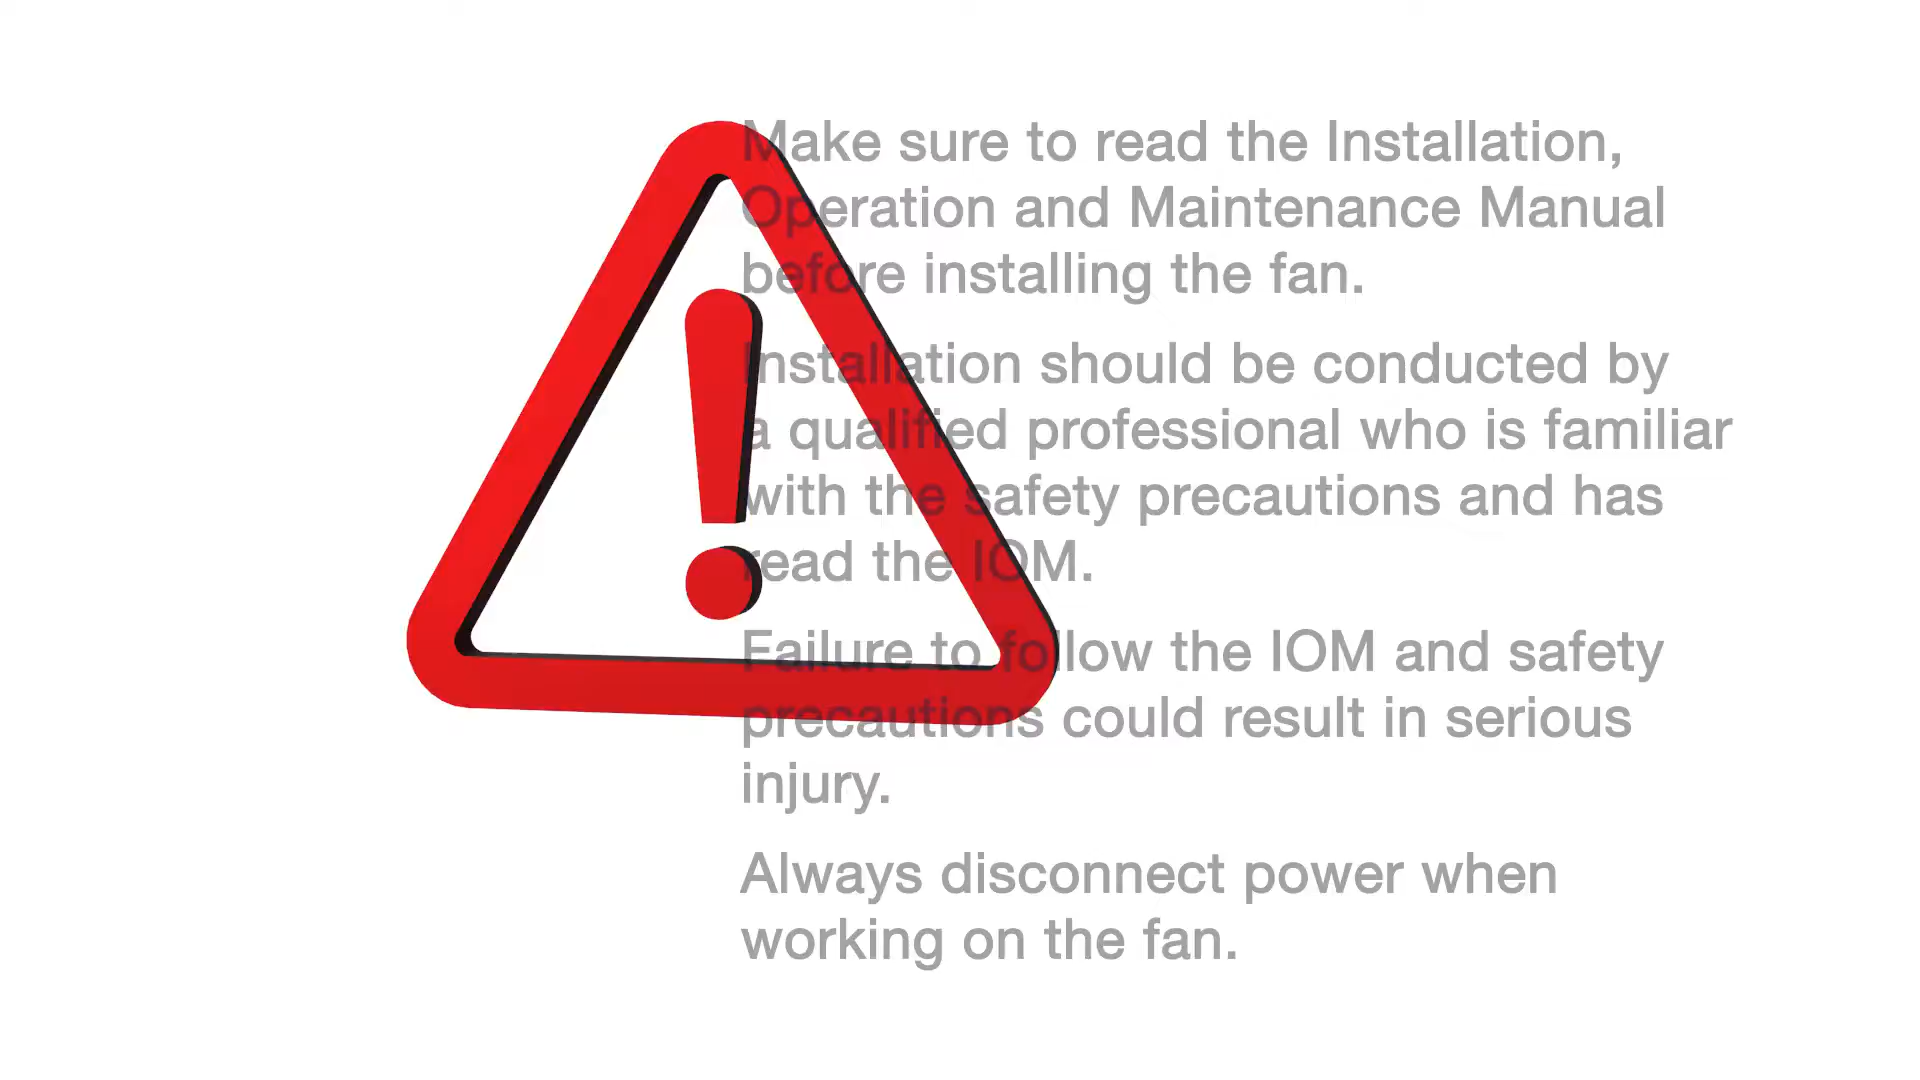 Make sure to read the Installation,
Operation and Maintenance Manual
before installing the fan.
Installation should be conducted by
a qualified professional who is familiar
with the safety precautions and has
read the IOM.
Failure to follow the IOM and safety
precautions could result in serious
injury.
Always disconnect power when
working on the fan.